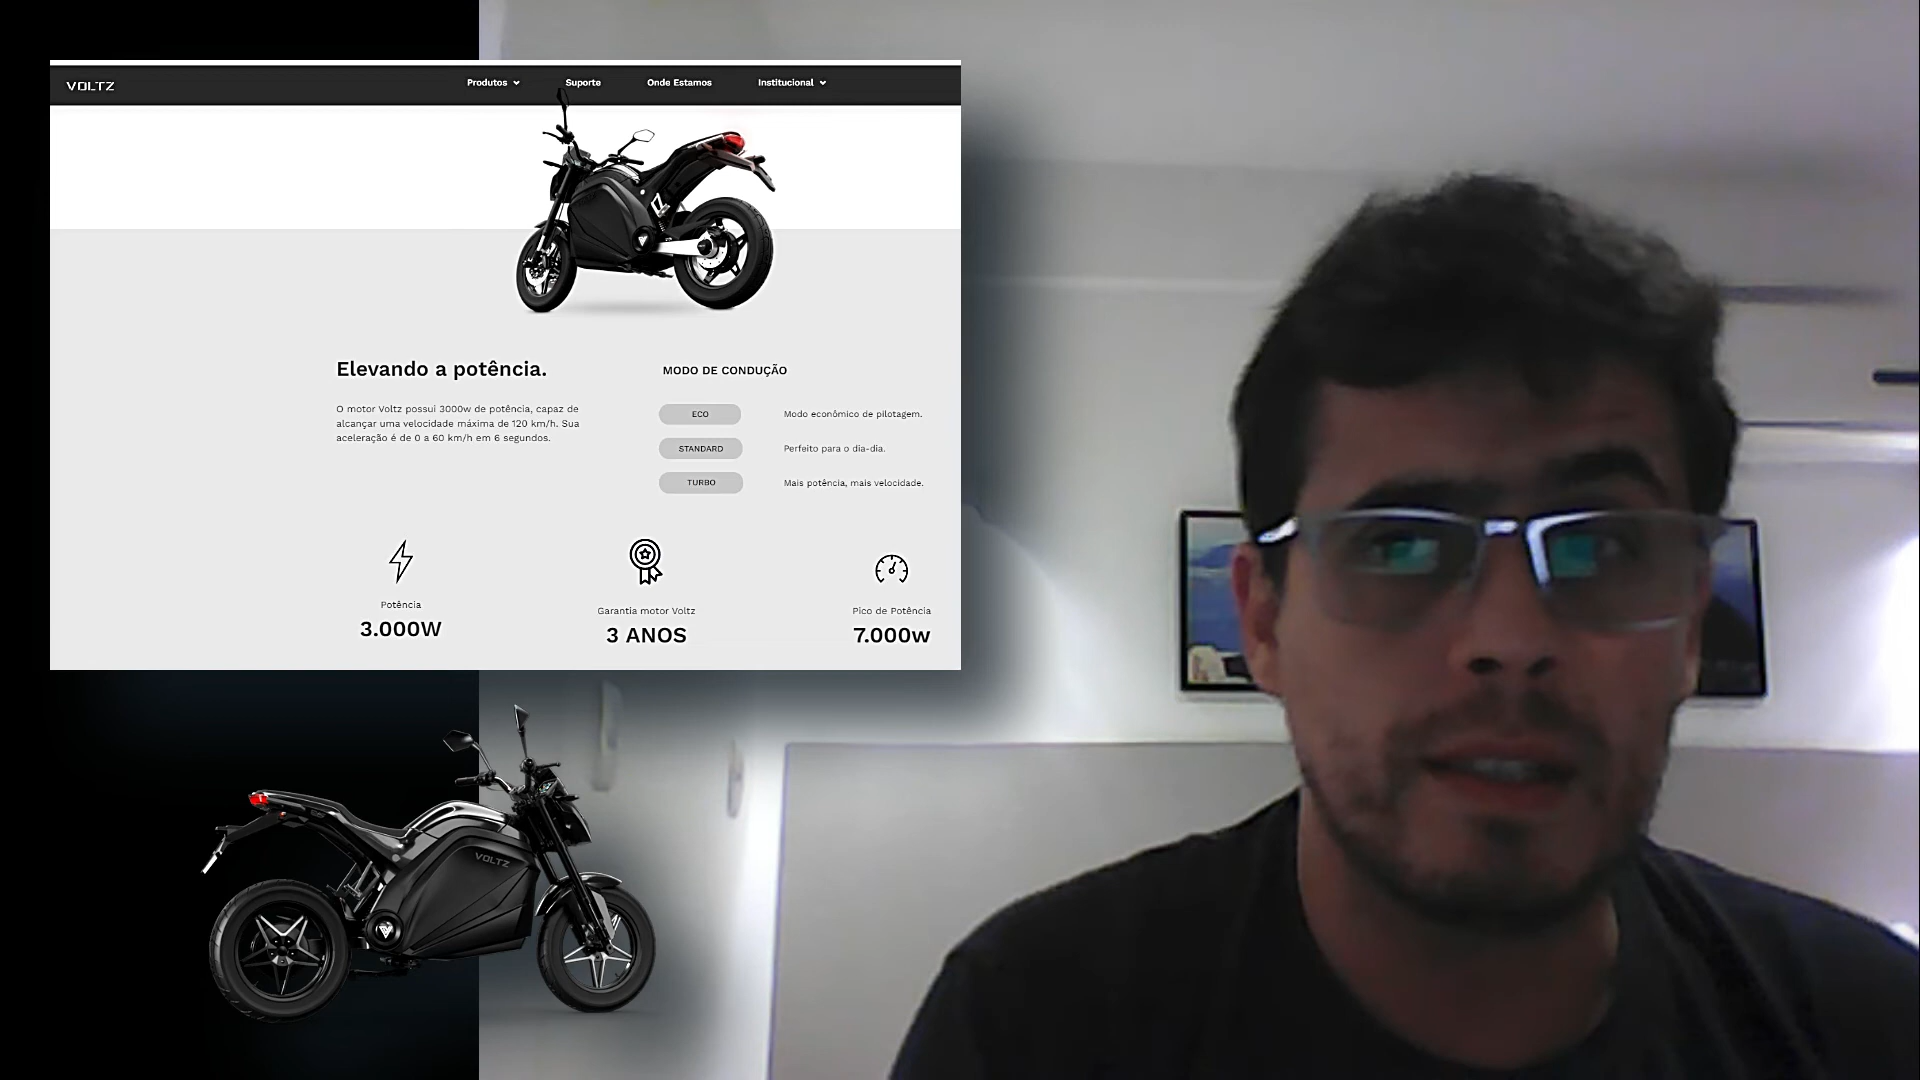 VOLTZ
Produtos
Suporte
Onde Estamos
Institucional
Elevando a potência.
O motor Voltz possui 3000w de potência, capaz de
alcançar uma velocidade máxima de 120 km/h. Sua
aceleração é de 0 a 60 km/h em 6 segundos.
MODO DE CONDUÇÃO
ECO
Modo econômico de pilotagem.
STANDARD
Perfeito para o dia-dia.
TURBO
Mais potência, mais velocidade.
Potência
3.000W
Garantia motor Voltz
3 ANOS
Pico de Potência
7.000w
VOLTZ